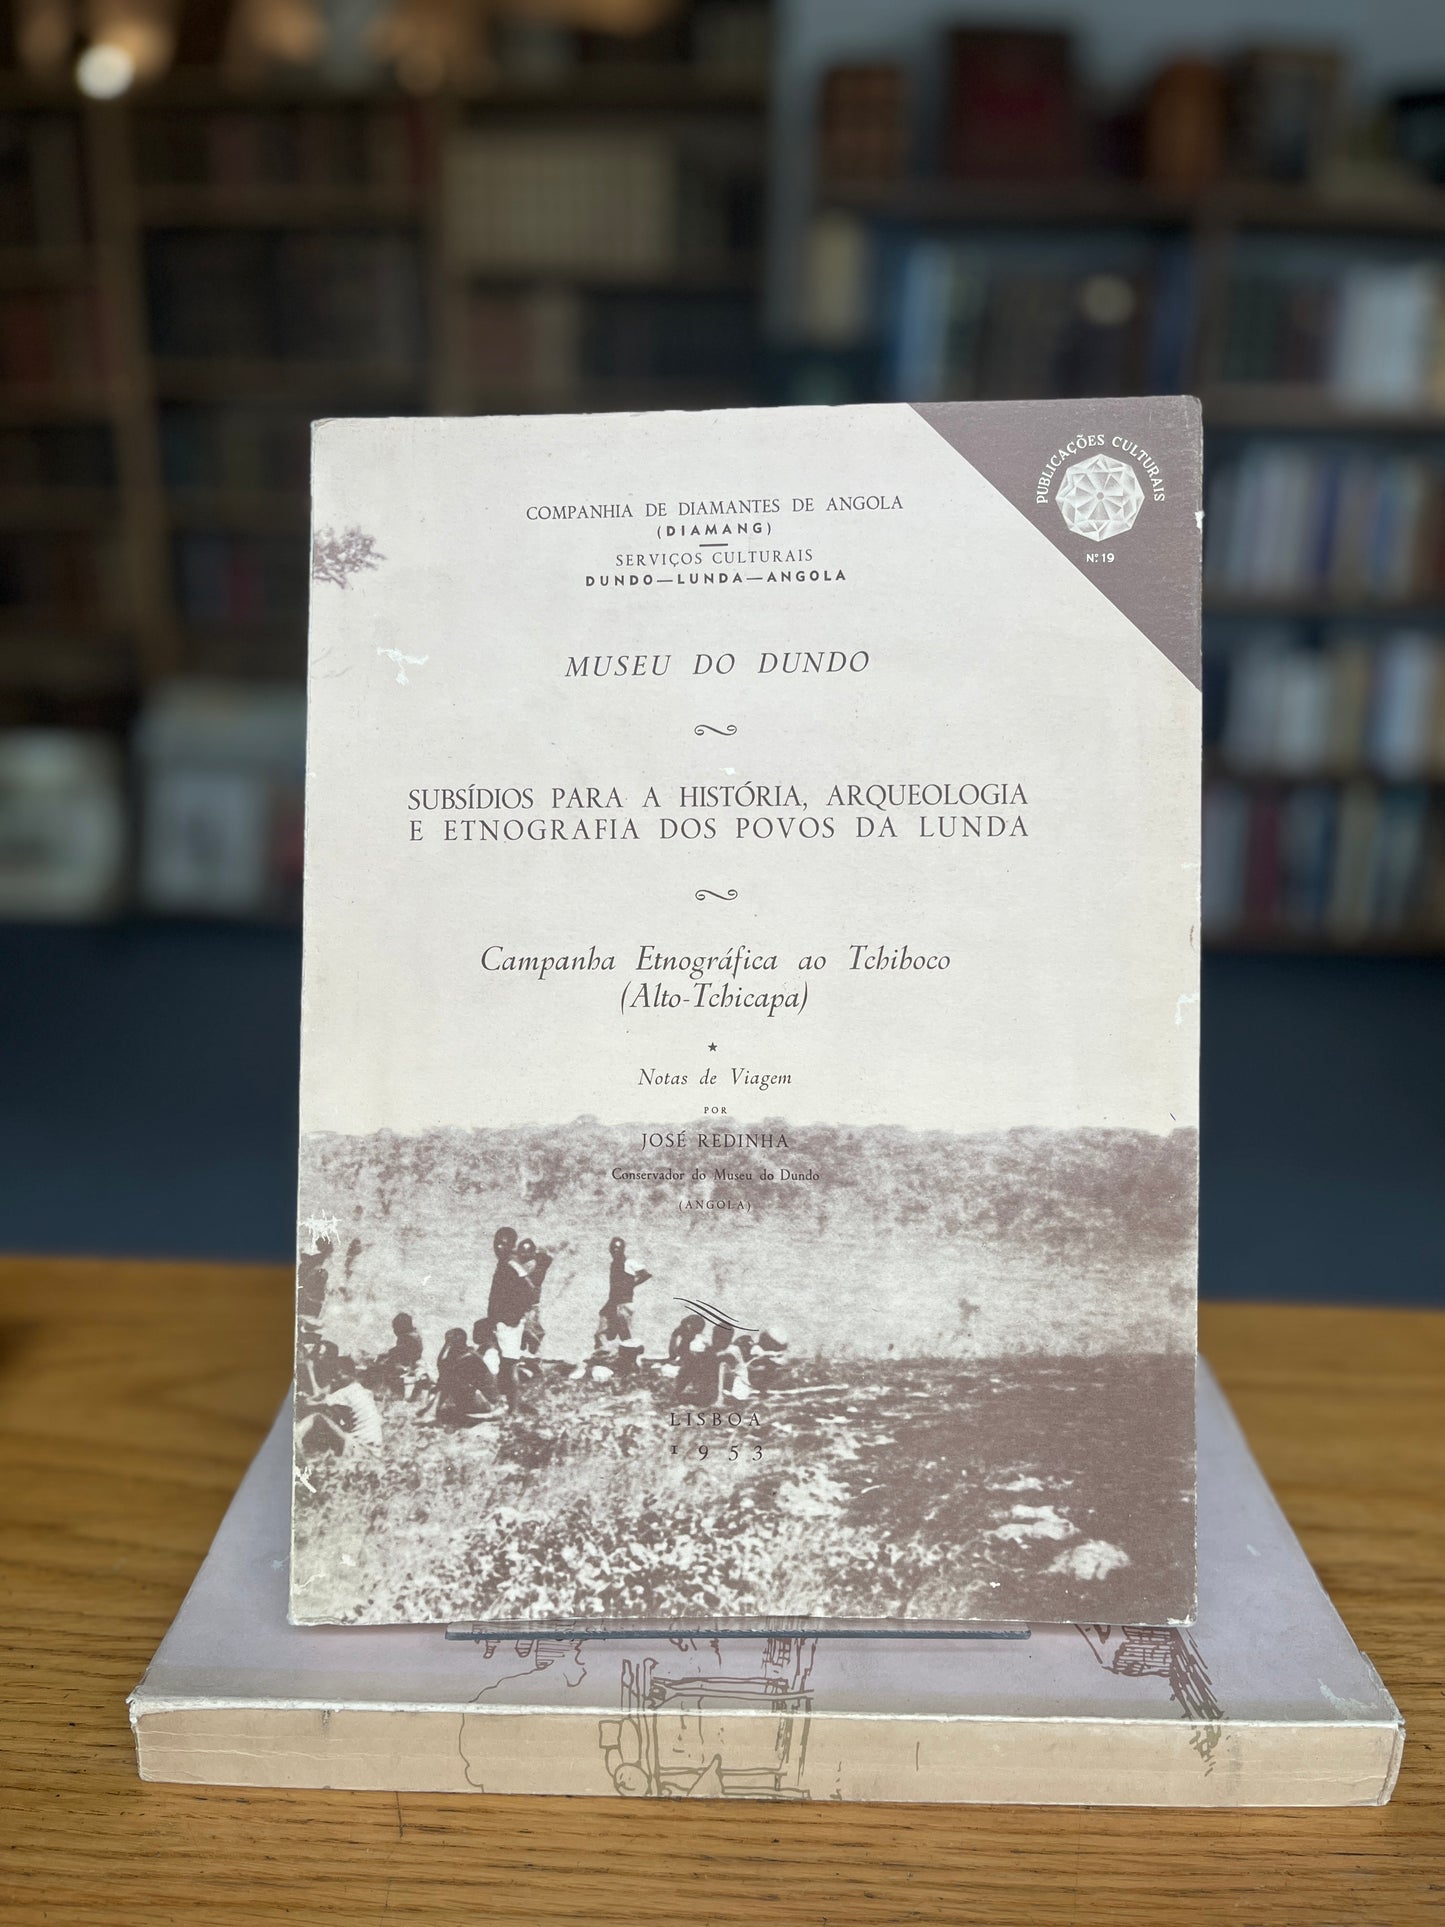 COMPANHIA DE DIAMANTES DE ANGOLA
(DIAMANG)
SERVIÇOS CULTURAIS
DUNDO—LUNDA—ANGOLA
PUBLICAÇÕES CULTURAIS
N.º 19
MUSEU DO DUNDO
SUBSÍDIOS PARA A HISTÓRIA, ARQUEOLOGIA
E ETNOGRAFIA DOS POVOS DA LUNDA
Campanha Etnográfica ao Tchiboco
(Alto-Tchicapa)
★
Notas de Viagem
POR
JOSÉ REDINHA
Conservador do Museu do Dundo
(ANGOLA)
LISBOA
1953